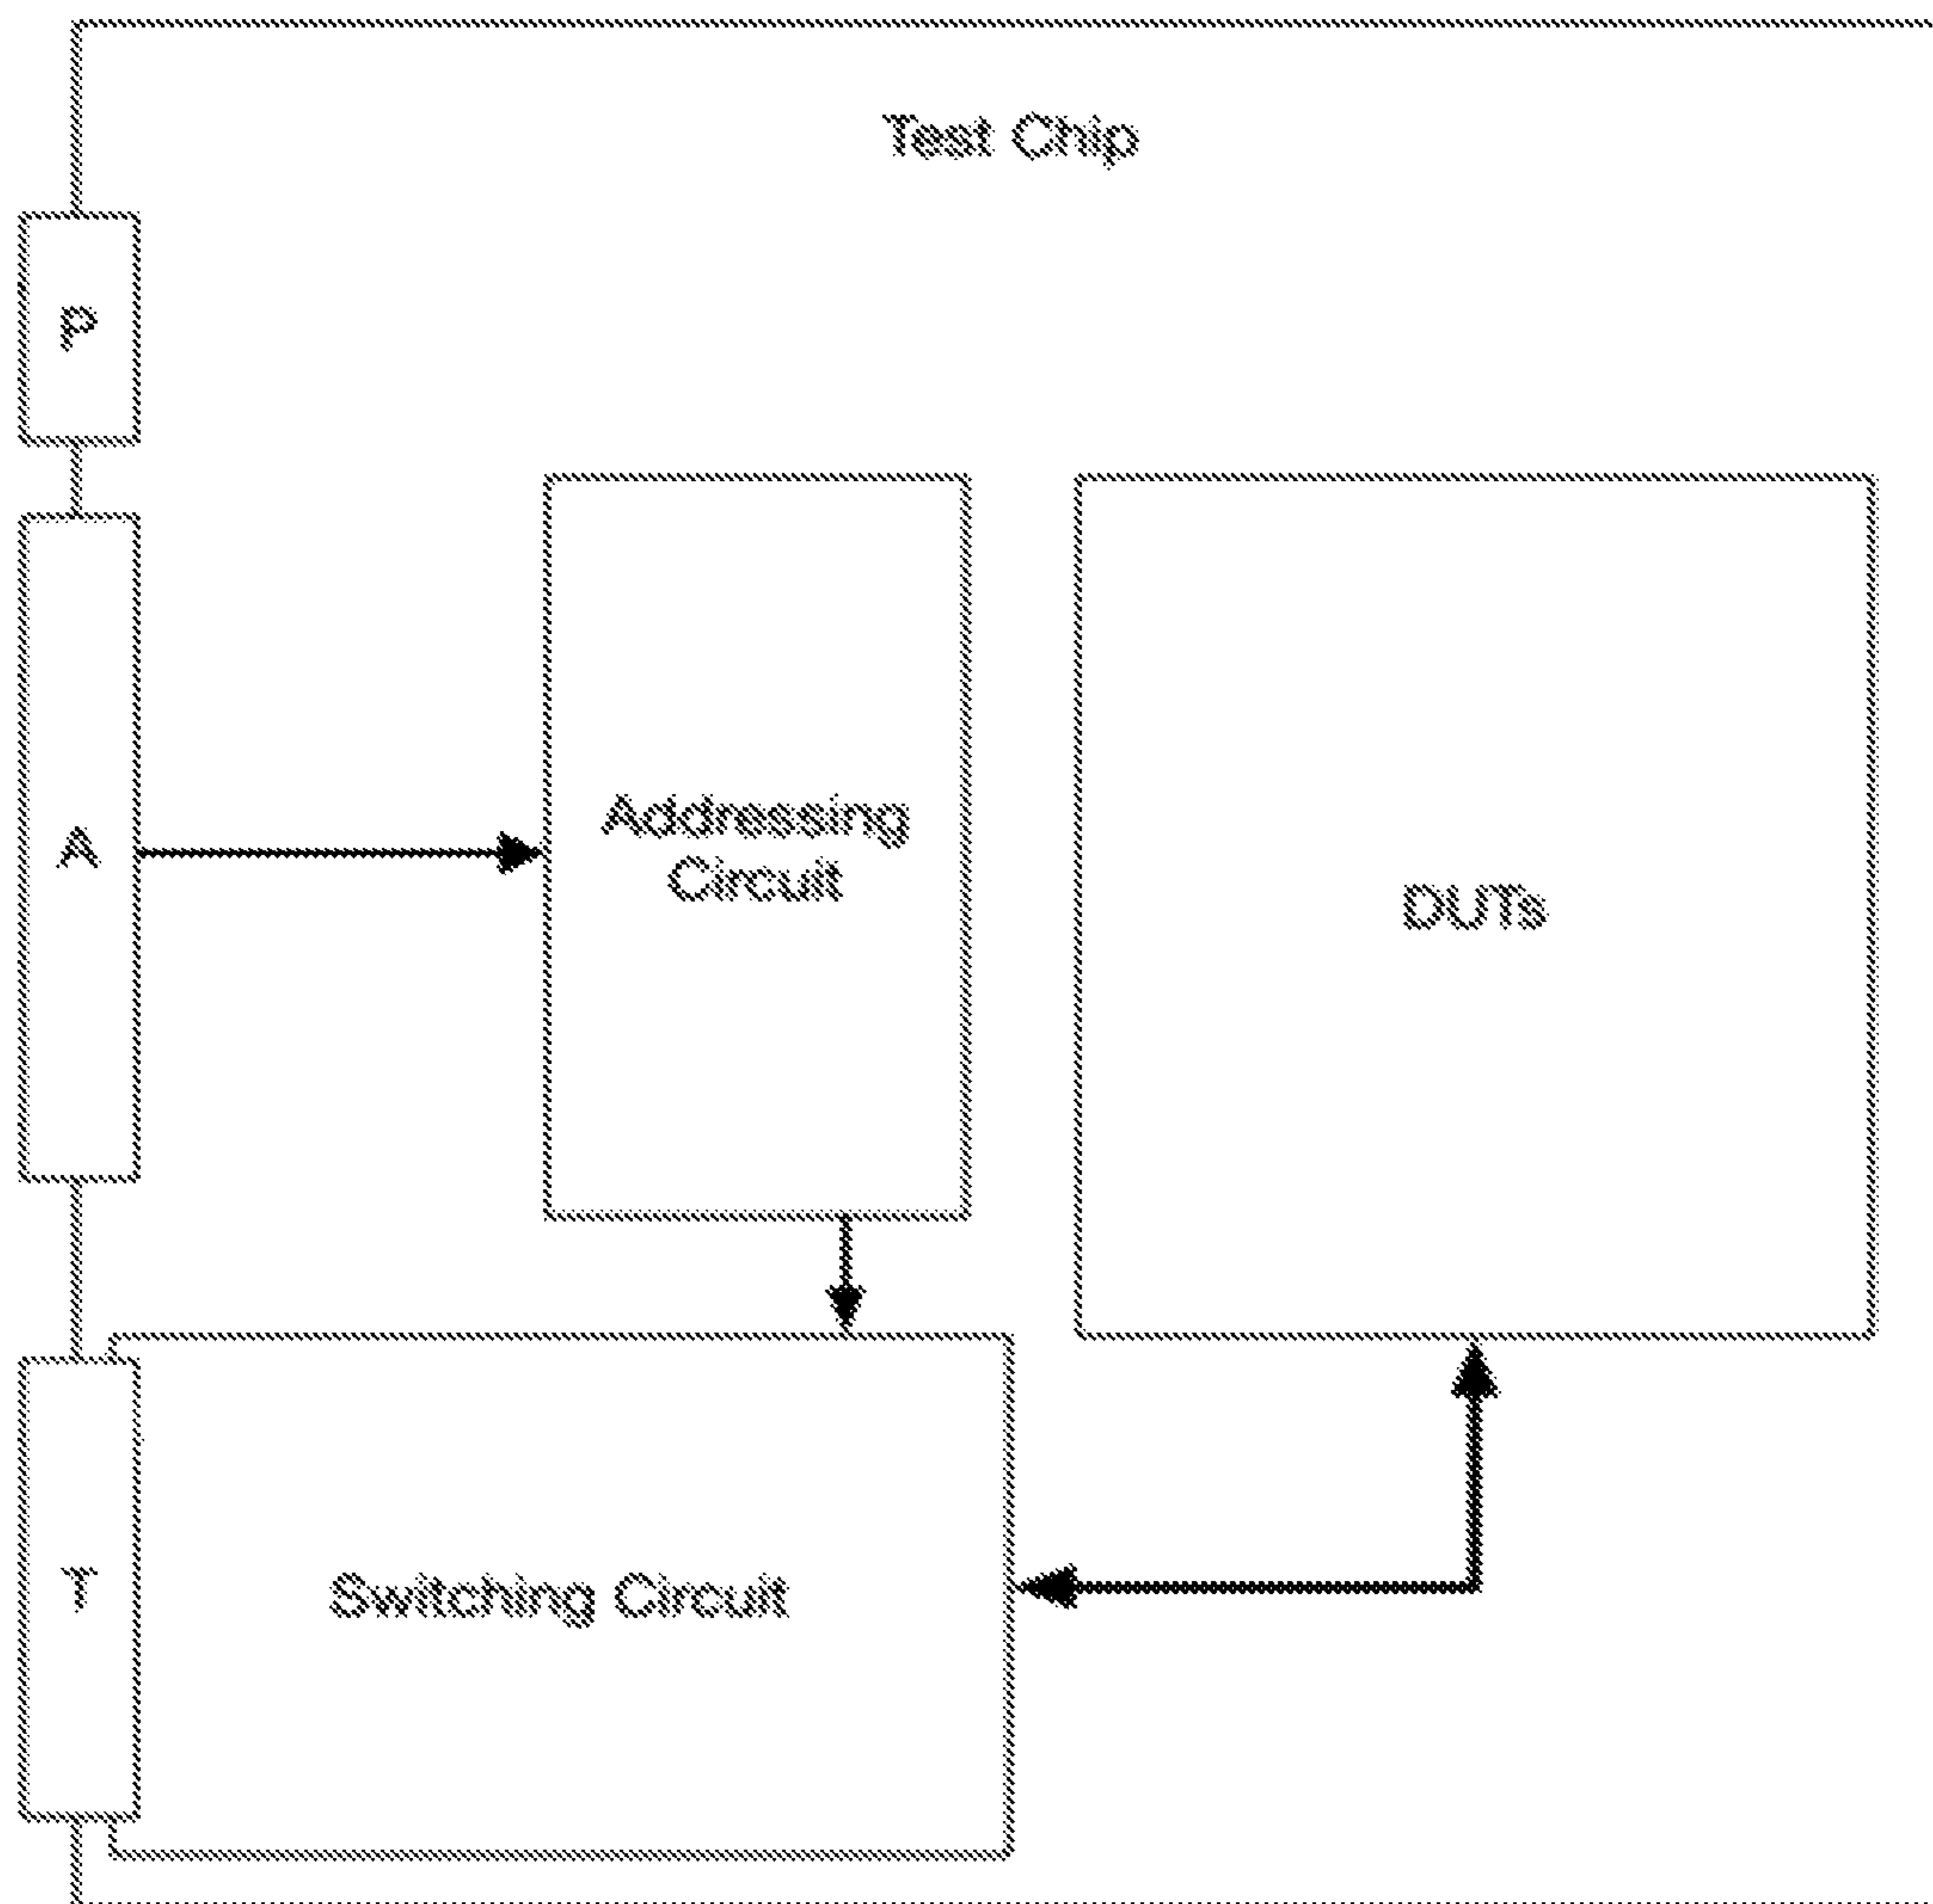 Test Chip
P
A
Addressing
Circuit
DUTs
T
Switching Circuit